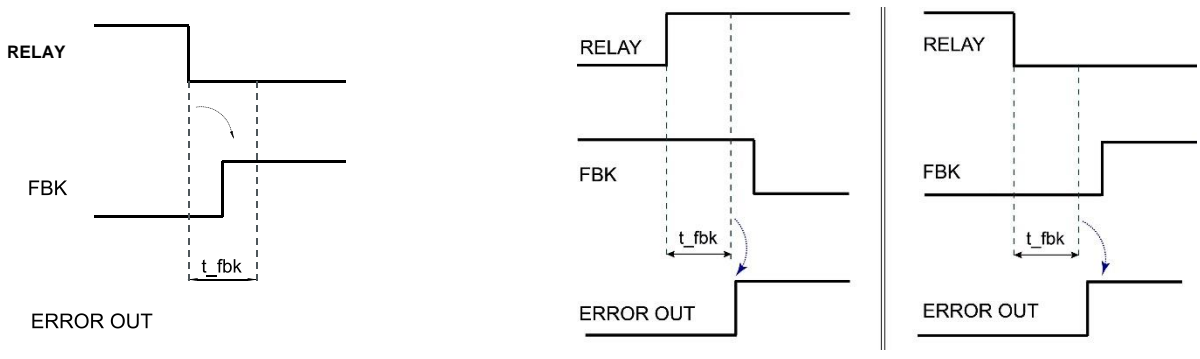 RELAY
FBK
t_fbk
ERROR OUT
RELAY
FBK
t_fbk
ERROR OUT
RELAY
FBK
t_fbk
ERROR OUT